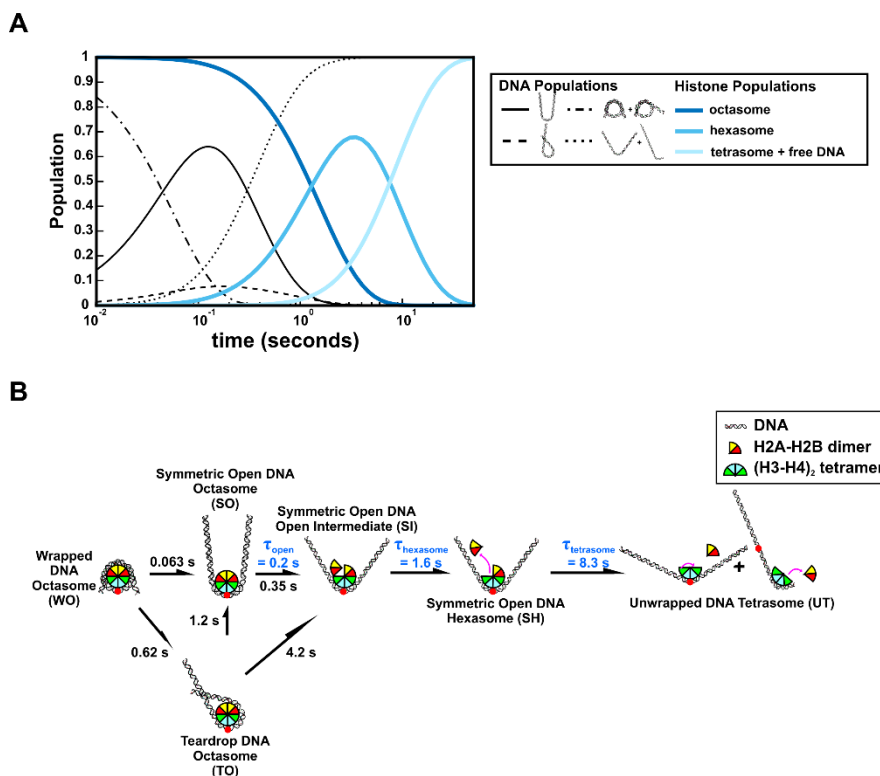 A
1
0.9
0.8
0.7
0.6
0.5
0.4
0.3
0.2
0.1
0
Population
10-2
10-1
100
101
time (seconds)
DNA Populations
Histone Populations
+
octasome
hexasome
+
tetrasome + free DNA
B
DNA
H2A-H2B dimer
(H3-H4)2 tetramer
Symmetric Open DNA
Octasome
(SO)
Symmetric Open DNA
Open Intermediate (SI)
Wrapped
DNA
Octasome
(WO)
0.063 s
τopen
= 0.2 s
0.35 s
τhexasome
= 1.6 s
τtetrasome
= 8.3 s
+
Symmetric Open DNA
Hexasome (SH)
Unwrapped DNA Tetrasome (UT)
1.2 s
0.62 s
4.2 s
Teardrop DNA
Octasome
(TO)